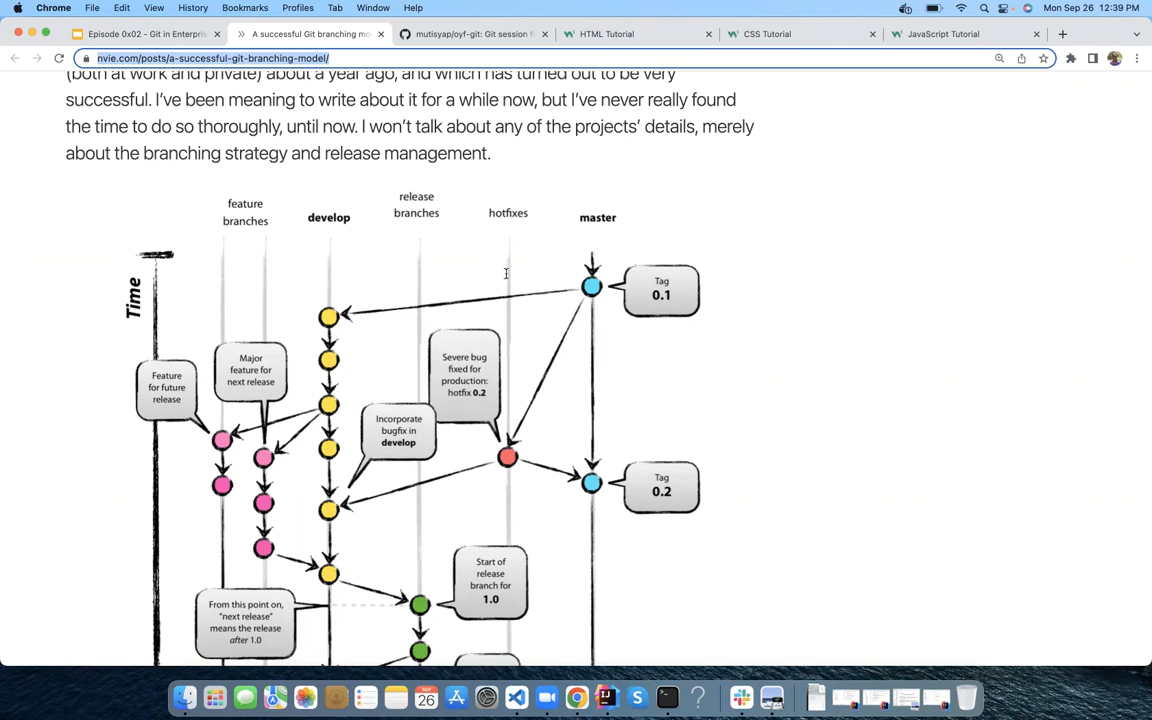 Chrome File Edit View History Bookmarks Profiles Tab Window Help Mon Sep 26 12:39 PM
Episode 0x02 - Git in Enterpris × A successful Git branching mo × mutisyap/oyf-git: Git session f × HTML Tutorial × CSS Tutorial × JavaScript Tutorial ×
nvie.com/posts/a-successful-git-branching-model/
(both at work and private) about a year ago, and which has turned out to be very
successful. I've been meaning to write about it for a while now, but I've never really found
the time to do so thoroughly, until now. I won't talk about any of the projects' details, merely
about the branching strategy and release management.
feature
branches
develop
release
branches
hotfixes
master
Time
Tag
0.1
Feature
for future
release
Major
feature for
next release
Severe bug
fixed for
production:
hotfix 0.2
Incorporate
bugfix in
develop
Tag
0.2
Start of
release
branch for
1.0
From this point on,
"next release"
means the release
after 1.0
SEP
26